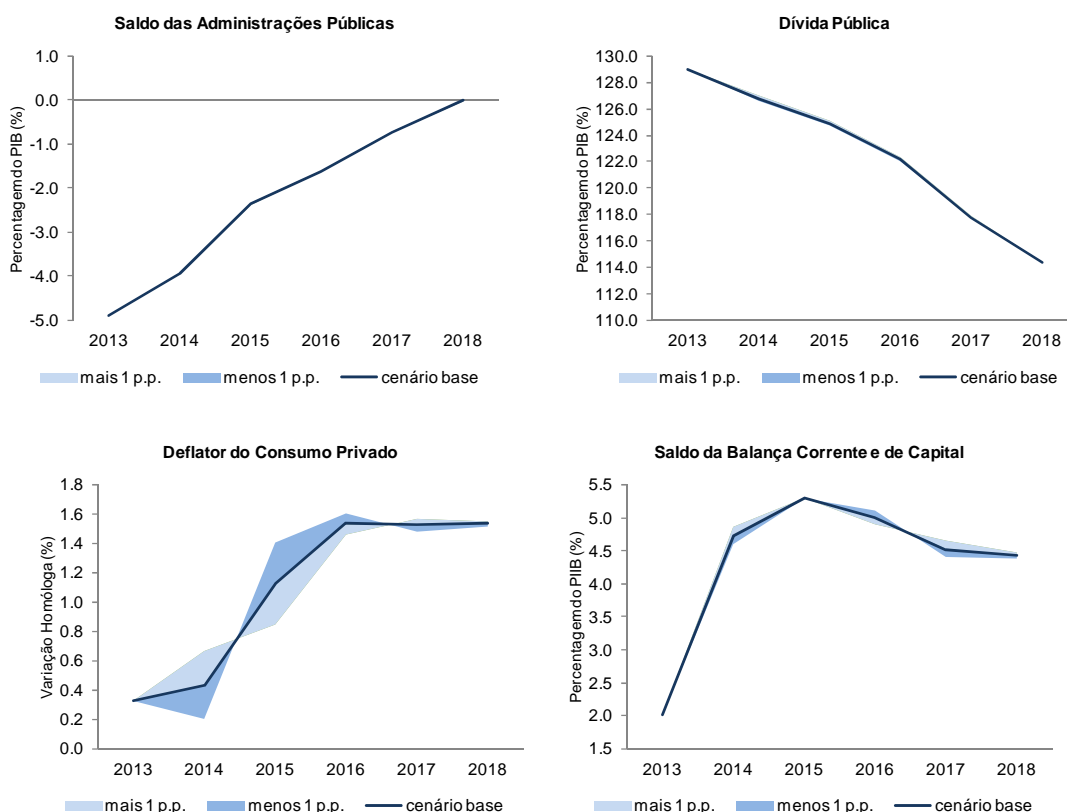 Saldo das Administrações Públicas
Percentagemdo PIB (%)
1.0
0.0
-1.0
-2.0
-3.0
-4.0
-5.0
2013 2014 2015 2016 2017 2018
mais 1 p.p. menos 1 p.p. cenário base
Dívida Pública
Percentagemdo PIB (%)
130.0
128.0
126.0
124.0
122.0
120.0
118.0
116.0
114.0
112.0
110.0
2013 2014 2015 2016 2017 2018
mais 1 p.p. menos 1 p.p. cenário base
Deflator do Consumo Privado
Variação Homóloga (%)
1.8
1.6
1.4
1.2
1.0
0.8
0.6
0.4
0.2
0.0
2013 2014 2015 2016 2017 2018
mais 1 p.p. menos 1 p.p. cenário base
Saldo da Balança Corrente e de Capital
Percentagemdo PIIB (%)
5.5
5.0
4.5
4.0
3.5
3.0
2.5
2.0
1.5
2013 2014 2015 2016 2017 2018
mais 1 p.p. menos 1 p.p. cenário base